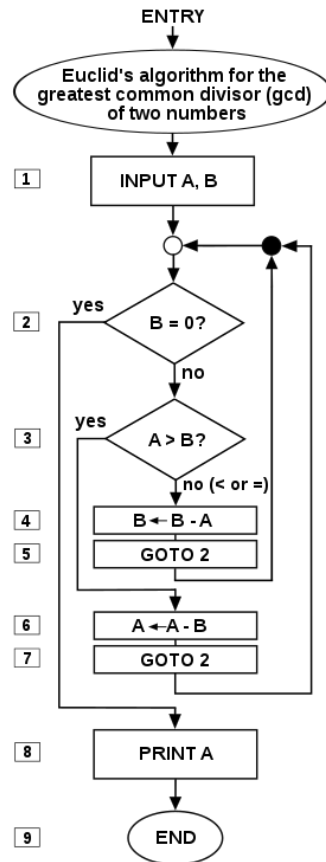 ENTRY
Euclid's algorithm for the
greatest common divisor (gcd)
of two numbers
1
INPUT A, B
yes
2
B = 0?
no
yes
3
A > B?
no (< or =)
4
B ← B - A
5
GOTO 2
6
A ← A - B
7
GOTO 2
8
PRINT A
9
END